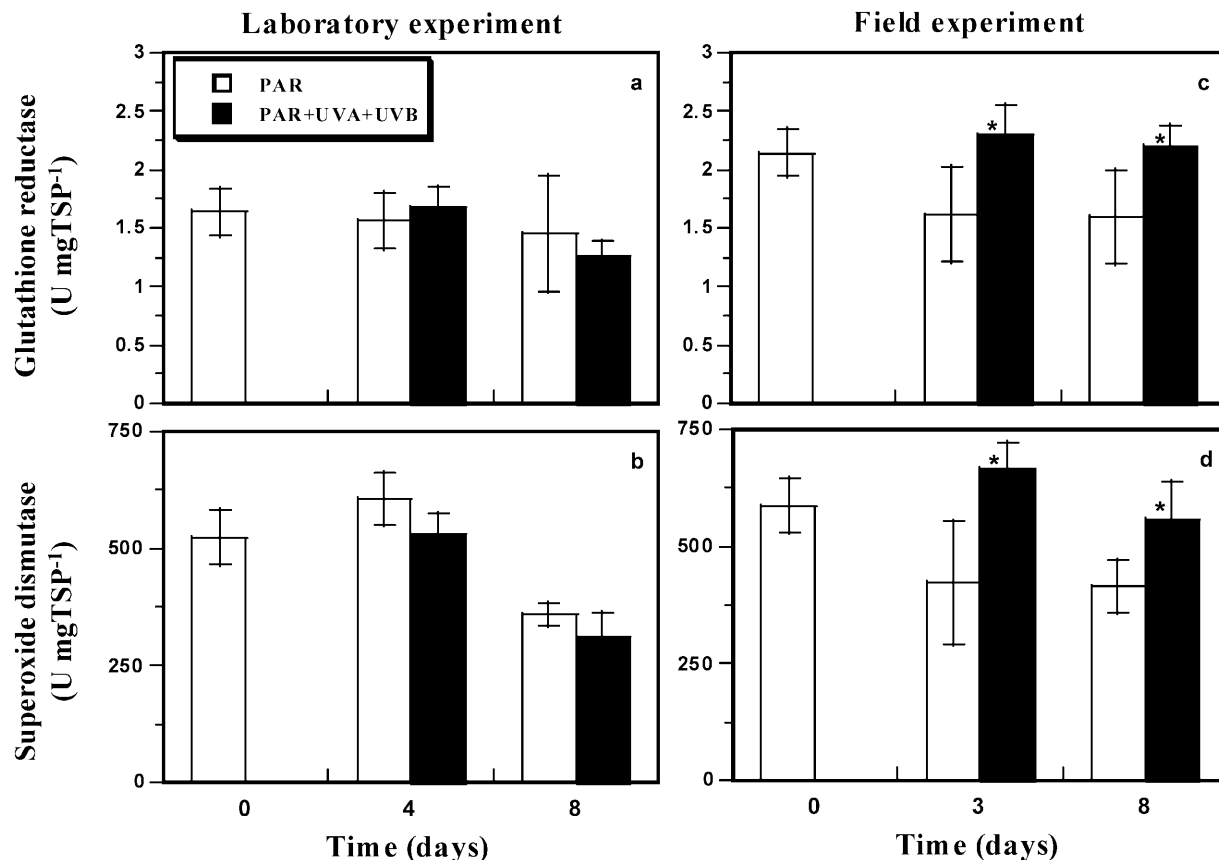 Laboratory experiment
Field experiment
Glutathione reductase
(U mgTSP-1)
3
2.5
2
1.5
1
0.5
0
PAR
PAR+UVA+UVB
a
3
2.5
2
1.5
1
0.5
0
*
*
c
Superoxide dismutase
(U mgTSP-1)
750
500
250
0
b
0
4
8
Time (days)
750
500
250
0
*
*
d
0
3
8
Time (days)